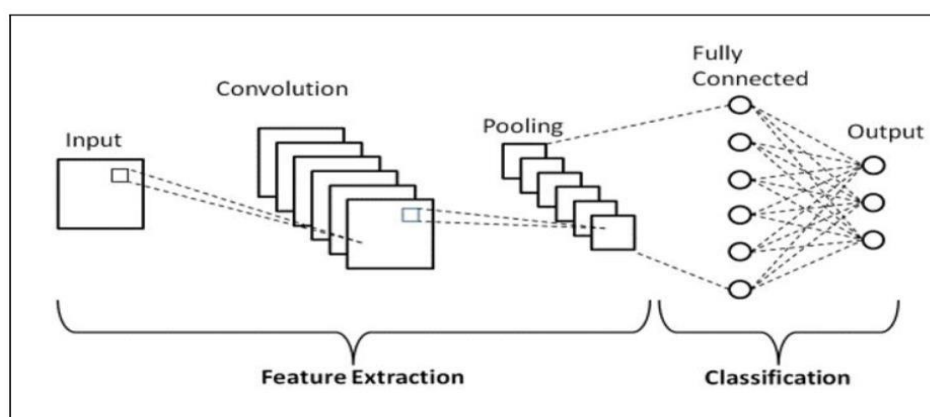 Input
Convolution
Pooling
Fully
Connected
Output
Feature Extraction
Classification